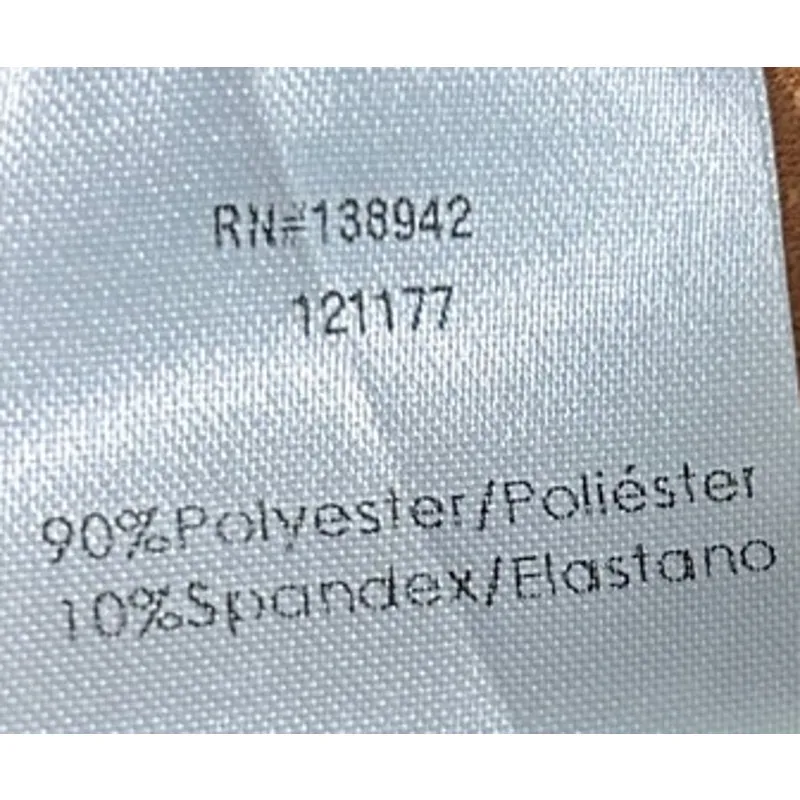 RN#138942
121177
90%Polyester/Poliéster
10%Spandex/Elastano